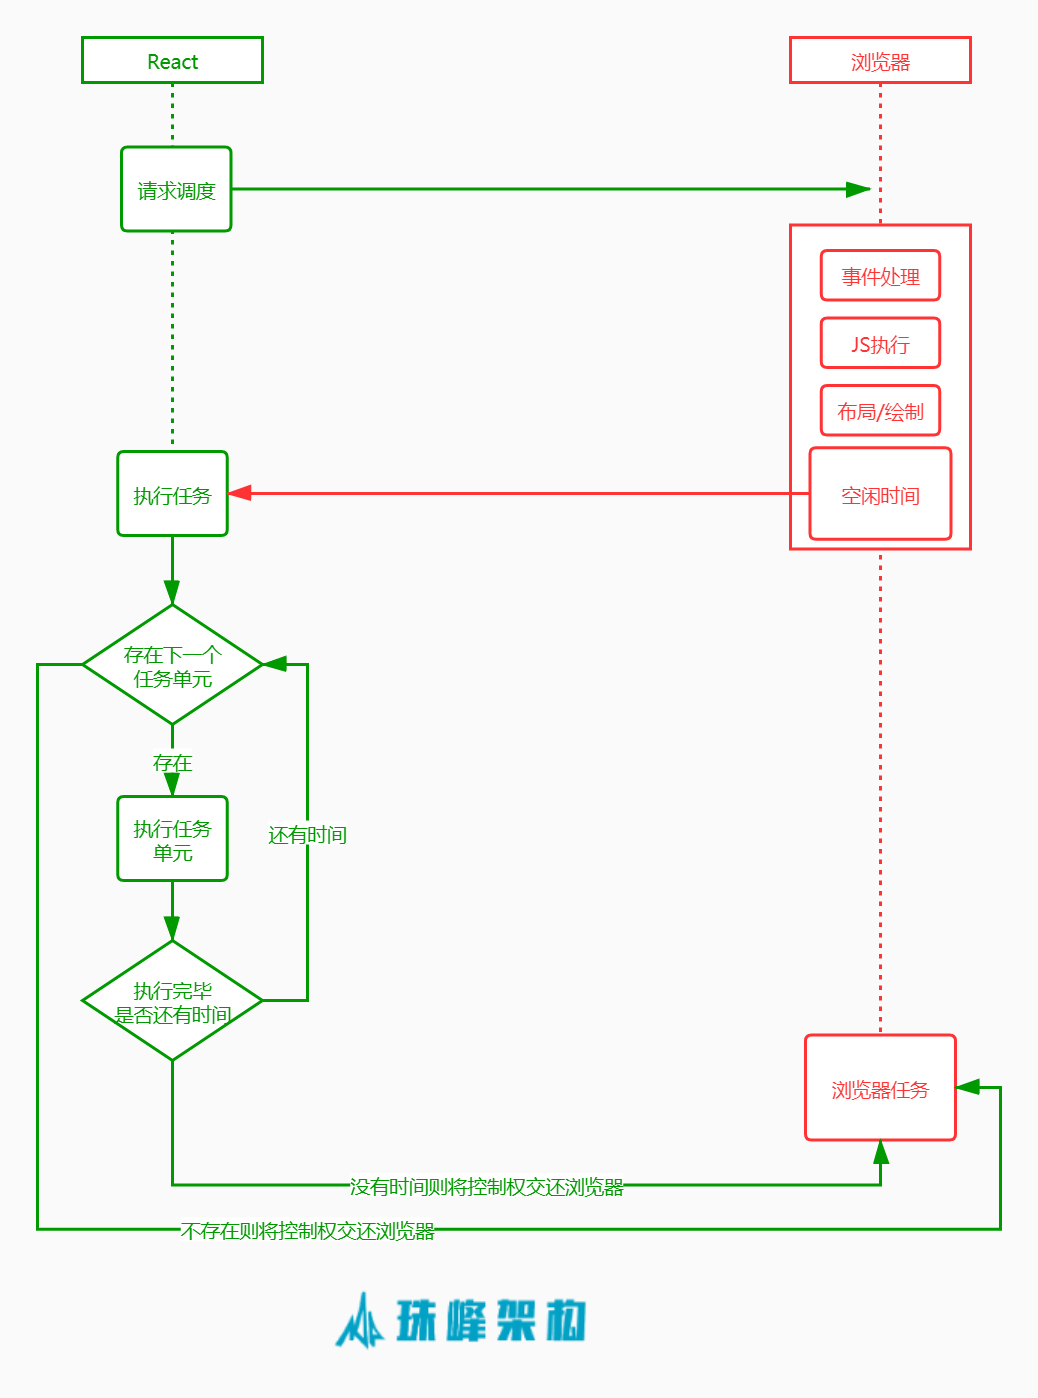 React
浏览器
请求调度
事件处理
JS执行
布局/绘制
空闲时间
执行任务
存在下一个
任务单元
存在
执行任务
单元
还有时间
执行完毕
是否还有时间
浏览器任务
没有时间则将控制权交还浏览器
不存在则将控制权交还浏览器
珠峰架构